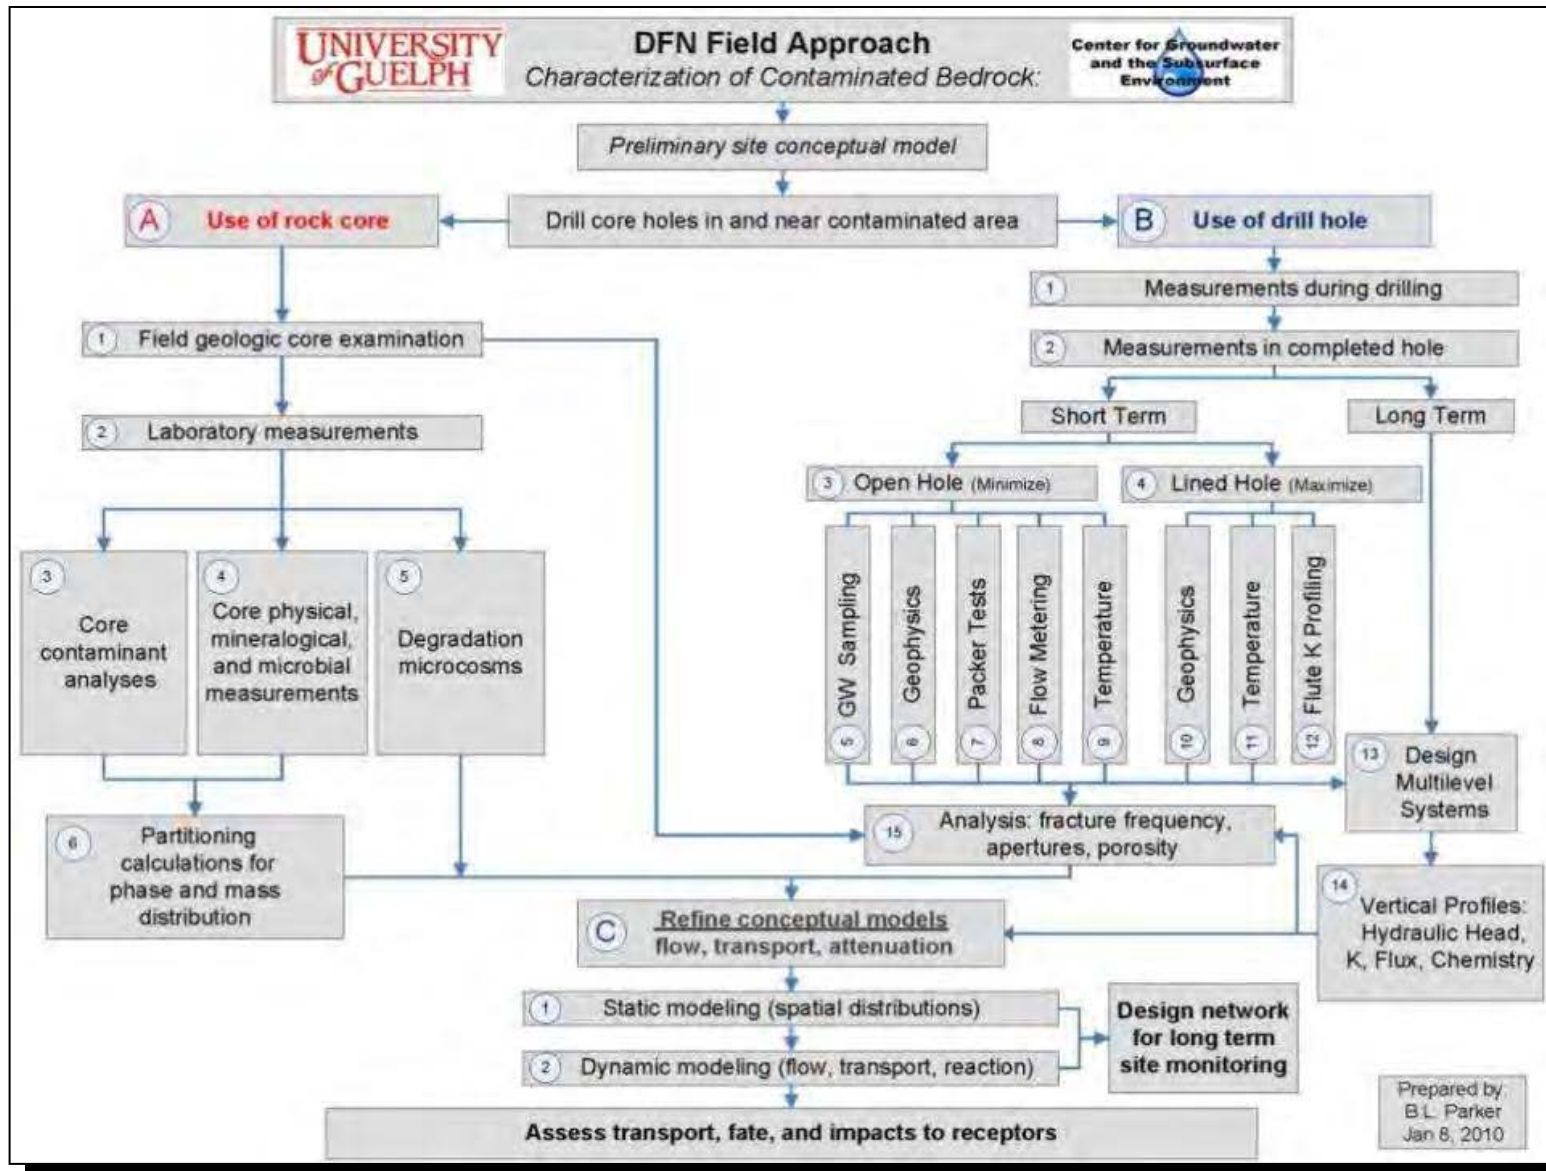 UNIVERSITY
of GUELPH
DFN Field Approach
Characterization of Contaminated Bedrock:
Center for Groundwater
and the Subsurface
Environment
Preliminary site conceptual model
A Use of rock core
Drill core holes in and near contaminated area
B Use of drill hole
1 Measurements during drilling
1 Field geologic core examination
2 Measurements in completed hole
Short Term
Long Term
2 Laboratory measurements
3 Open Hole (Minimize)
4 Lined Hole (Maximize)
3
Core
contaminant
analyses
4
Core physical,
mineralogical,
and microbial
measurements
5
Degradation
microcosms
5 GW Sampling
6 Geophysics
7 Packer Tests
8 Flow Metering
9 Temperature
10 Geophysics
11 Temperature
12 Flute K Profiling
13 Design
Multilevel
Systems
6 Partitioning
calculations for
phase and mass
distribution
15 Analysis: fracture frequency,
apertures, porosity
14
Vertical Profiles:
Hydraulic Head,
K, Flux, Chemistry
C Refine conceptual models
flow, transport, attenuation
1 Static modeling (spatial distributions)
2 Dynamic modeling (flow, transport, reaction)
Design network
for long term
site monitoring
Assess transport, fate, and impacts to receptors
Prepared by:
B.L. Parker
Jan 8, 2010